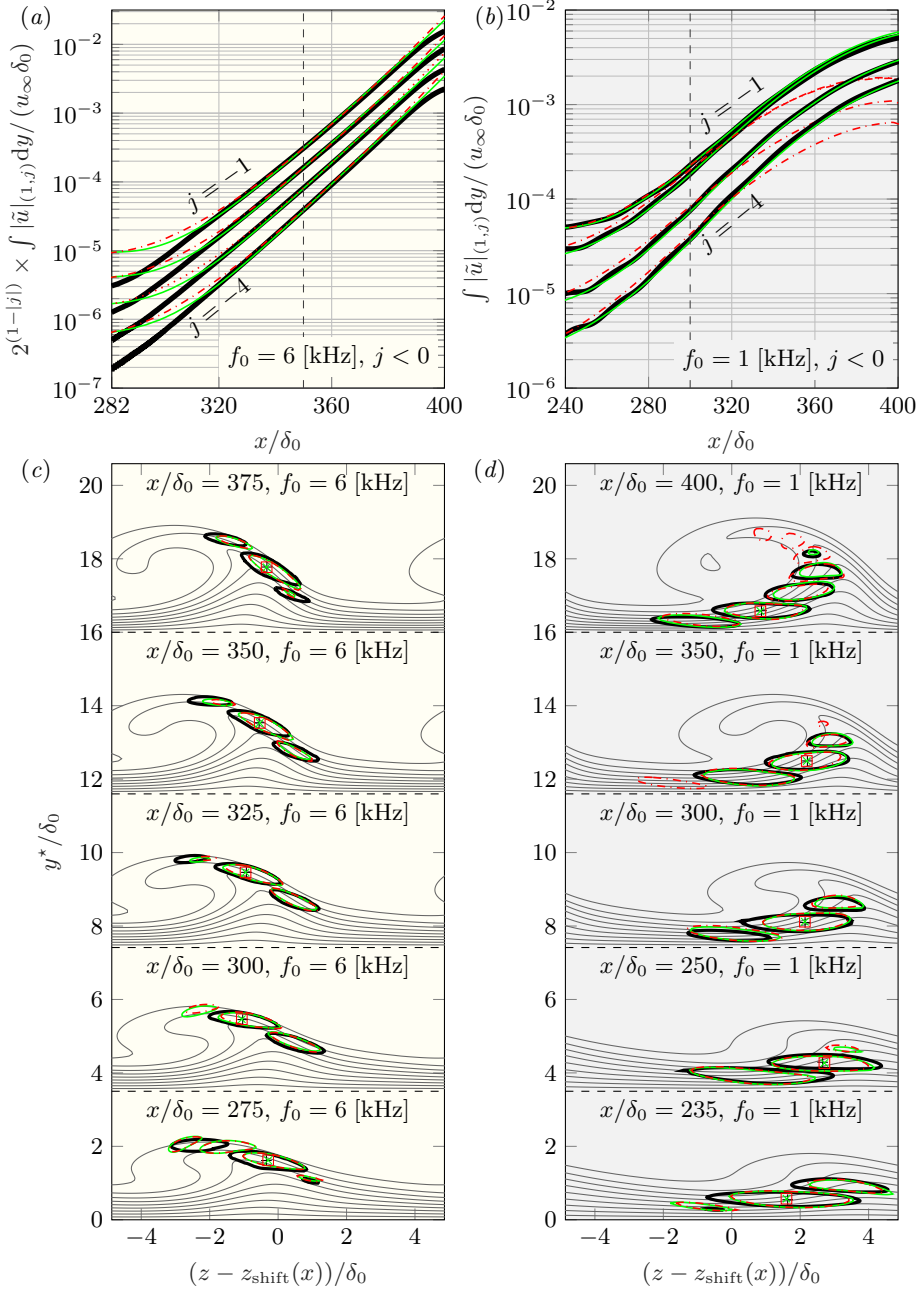 (a)
10^{-2}
10^{-3}
10^{-4}
10^{-5}
10^{-6}
10^{-7}
2^{(1-|j|)} × ∫ |ũ|_{(1,j)} dy/ (u_∞δ_0)
j = −1
j = −4
f_0 = 6 [kHz], j < 0
282 320 360 400
x/δ_0
(b)
10^{-1}
10^{-2}
10^{-3}
10^{-4}
10^{-5}
10^{-6}
∫ |ũ|_{(1,j)} dy/ (u_∞δ_0)
j = −1
j = −4
f_0 = 1 [kHz], j < 0
240 280 320 360 400
x/δ_0
(c)
y^⋆/δ_0
20
18
16
14
12
10
8
6
4
2
0
x/δ_0 = 375, f_0 = 6 [kHz]
x/δ_0 = 350, f_0 = 6 [kHz]
x/δ_0 = 325, f_0 = 6 [kHz]
x/δ_0 = 300, f_0 = 6 [kHz]
x/δ_0 = 275, f_0 = 6 [kHz]
−4 −2 0 2 4
(z − z_{shift}(x))/δ_0
(d)
20
18
16
14
12
10
8
6
4
2
0
x/δ_0 = 400, f_0 = 1 [kHz]
x/δ_0 = 350, f_0 = 1 [kHz]
x/δ_0 = 300, f_0 = 1 [kHz]
x/δ_0 = 250, f_0 = 1 [kHz]
x/δ_0 = 235, f_0 = 1 [kHz]
−4 −2 0 2 4
(z − z_{shift}(x))/δ_0